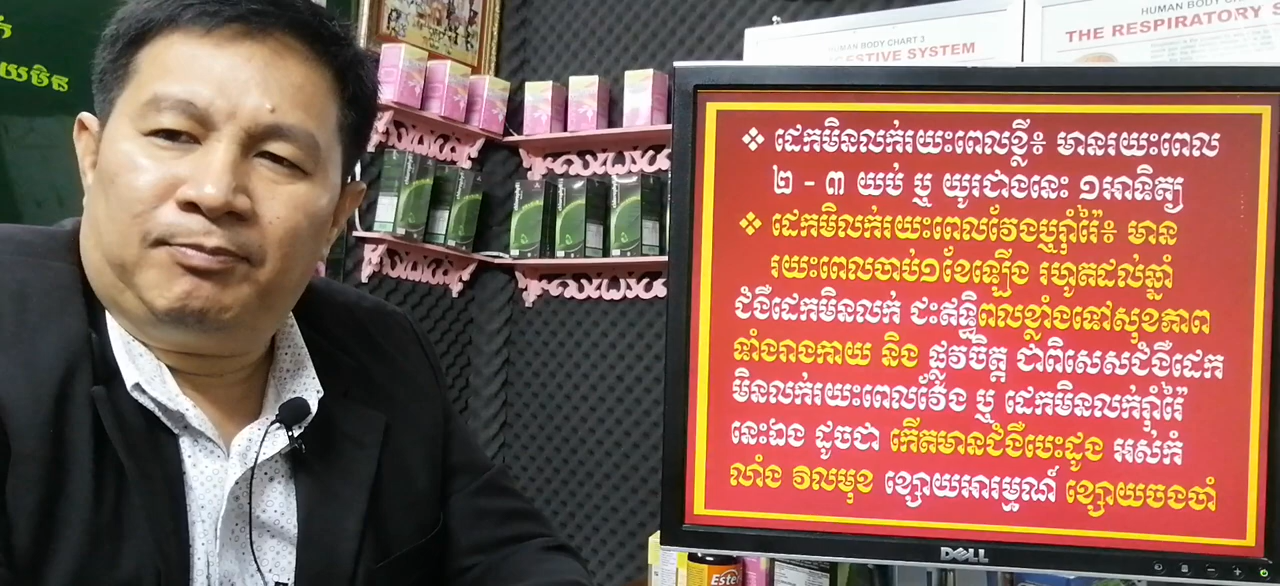 ក់
យមិន
HUMAN BODY CHART 3
ESTIVE SYSTEM
HUMAN BODY
THE RESPIRATORY S
❖ ដេកមិនលក់រយះពេលខ្លី៖ មានរយះពេល
២ - ៣ យប់ ឬ យូរជាងនេះ ១អាទិត្យ
❖ ដេកមិលក់រយះពេលវែងឬរ៉ាំរ៉ៃ៖ មាន
រយះពេលចាប់១ខែឡើង រហូតដល់ឆ្នាំ
ជំងឺដេកមិនលក់ ជះឥទ្ធិពលខ្លាំងទៅសុខភាព
ទាំងរាងកាយ និង ផ្លូវចិត្ត ជាពិសេសជំងឺដេក
មិនលក់រយះពេលវែង ឬ ដេកមិនលក់រ៉ាំរ៉ៃ
នេះឯង ដូចជា កើតមានជំងឺបេះដូង អស់កំ
លាំង វិលមុខ ខ្សោយអារម្មណ៍ ខ្សោយចងចាំ
DELL
Ester